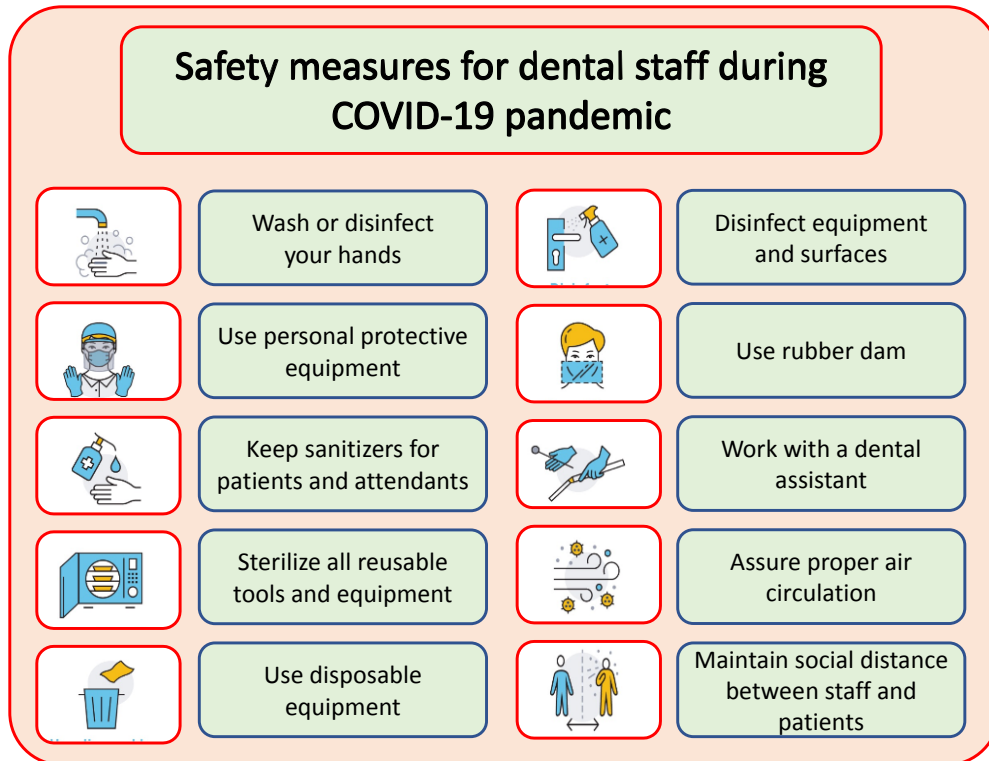 Safety measures for dental staff during
COVID-19 pandemic
Wash or disinfect
your hands
Use personal protective
equipment
Keep sanitizers for
patients and attendants
Sterilize all reusable
tools and equipment
Use disposable
equipment
Disinfect equipment
and surfaces
Use rubber dam
Work with a dental
assistant
Assure proper air
circulation
Maintain social distance
between staff and
patients